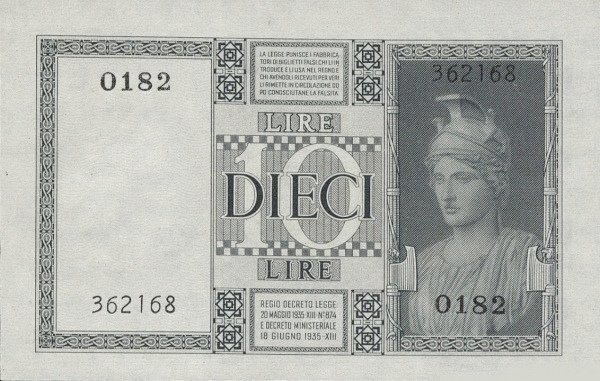 0182
362168
LA LEGGE PUNISCE I FABBRICA
TORI DI BIGLIETTI FALSI CHI LI IN
TRODUCE E LI USA NEL REGNO E
CHI AVENDOLI RICEVUTI PER VERI
LI RIMETTE IN CIRCOLAZIONE DO
PO CONOSCIUTANE LA FALSITÀ
LIRE
10
DIECI
LIRE
REGIO DECRETO LEGGE
20 MAGGIO 1935-XIII-N° 874
E DECRETO MINISTERIALE
18 GIUGNO 1935-XIII
362168
0182